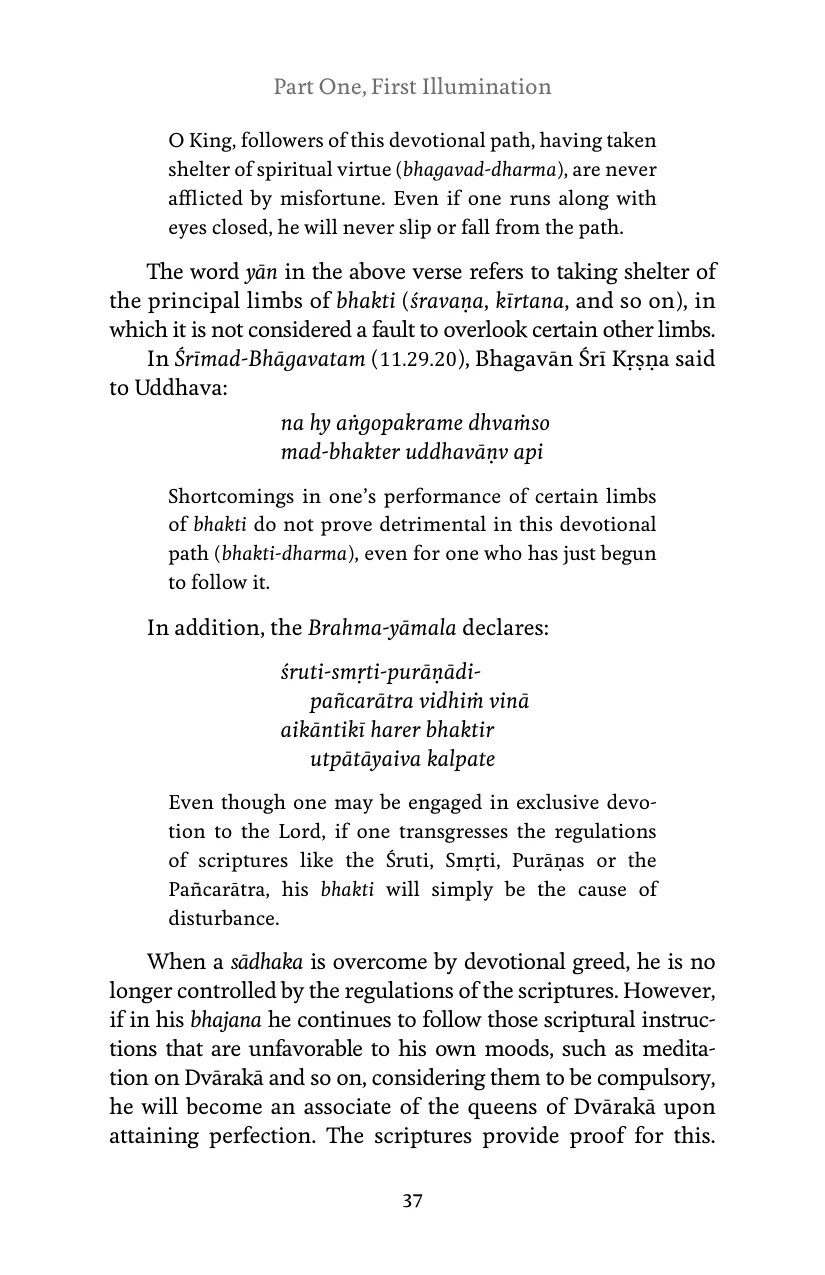 Part One, First Illumination
O King, followers of this devotional path, having taken
shelter of spiritual virtue (bhagavad-dharma), are never
afflicted by misfortune. Even if one runs along with
eyes closed, he will never slip or fall from the path.
The word yān in the above verse refers to taking shelter of
the principal limbs of bhakti (śravaṇa, kīrtana, and so on), in
which it is not considered a fault to overlook certain other limbs.
In Śrīmad-Bhāgavatam (11.29.20), Bhagavān Śrī Kṛṣṇa said
to Uddhava:
na hy aṅgopakrame dhvaṁso
mad-bhakter uddhavāṇv api
Shortcomings in one’s performance of certain limbs
of bhakti do not prove detrimental in this devotional
path (bhakti-dharma), even for one who has just begun
to follow it.
In addition, the Brahma-yāmala declares:
śruti-smṛti-purāṇādi-
pañcarātra vidhiṁ vinā
aikāntikī harer bhaktir
utpātāyaiva kalpate
Even though one may be engaged in exclusive devo-
tion to the Lord, if one transgresses the regulations
of scriptures like the Śruti, Smṛti, Purāṇas or the
Pañcarātra, his bhakti will simply be the cause of
disturbance.
When a sādhaka is overcome by devotional greed, he is no
longer controlled by the regulations of the scriptures. However,
if in his bhajana he continues to follow those scriptural instruc-
tions that are unfavorable to his own moods, such as medita-
tion on Dvārakā and so on, considering them to be compulsory,
he will become an associate of the queens of Dvārakā upon
attaining perfection. The scriptures provide proof for this.
37